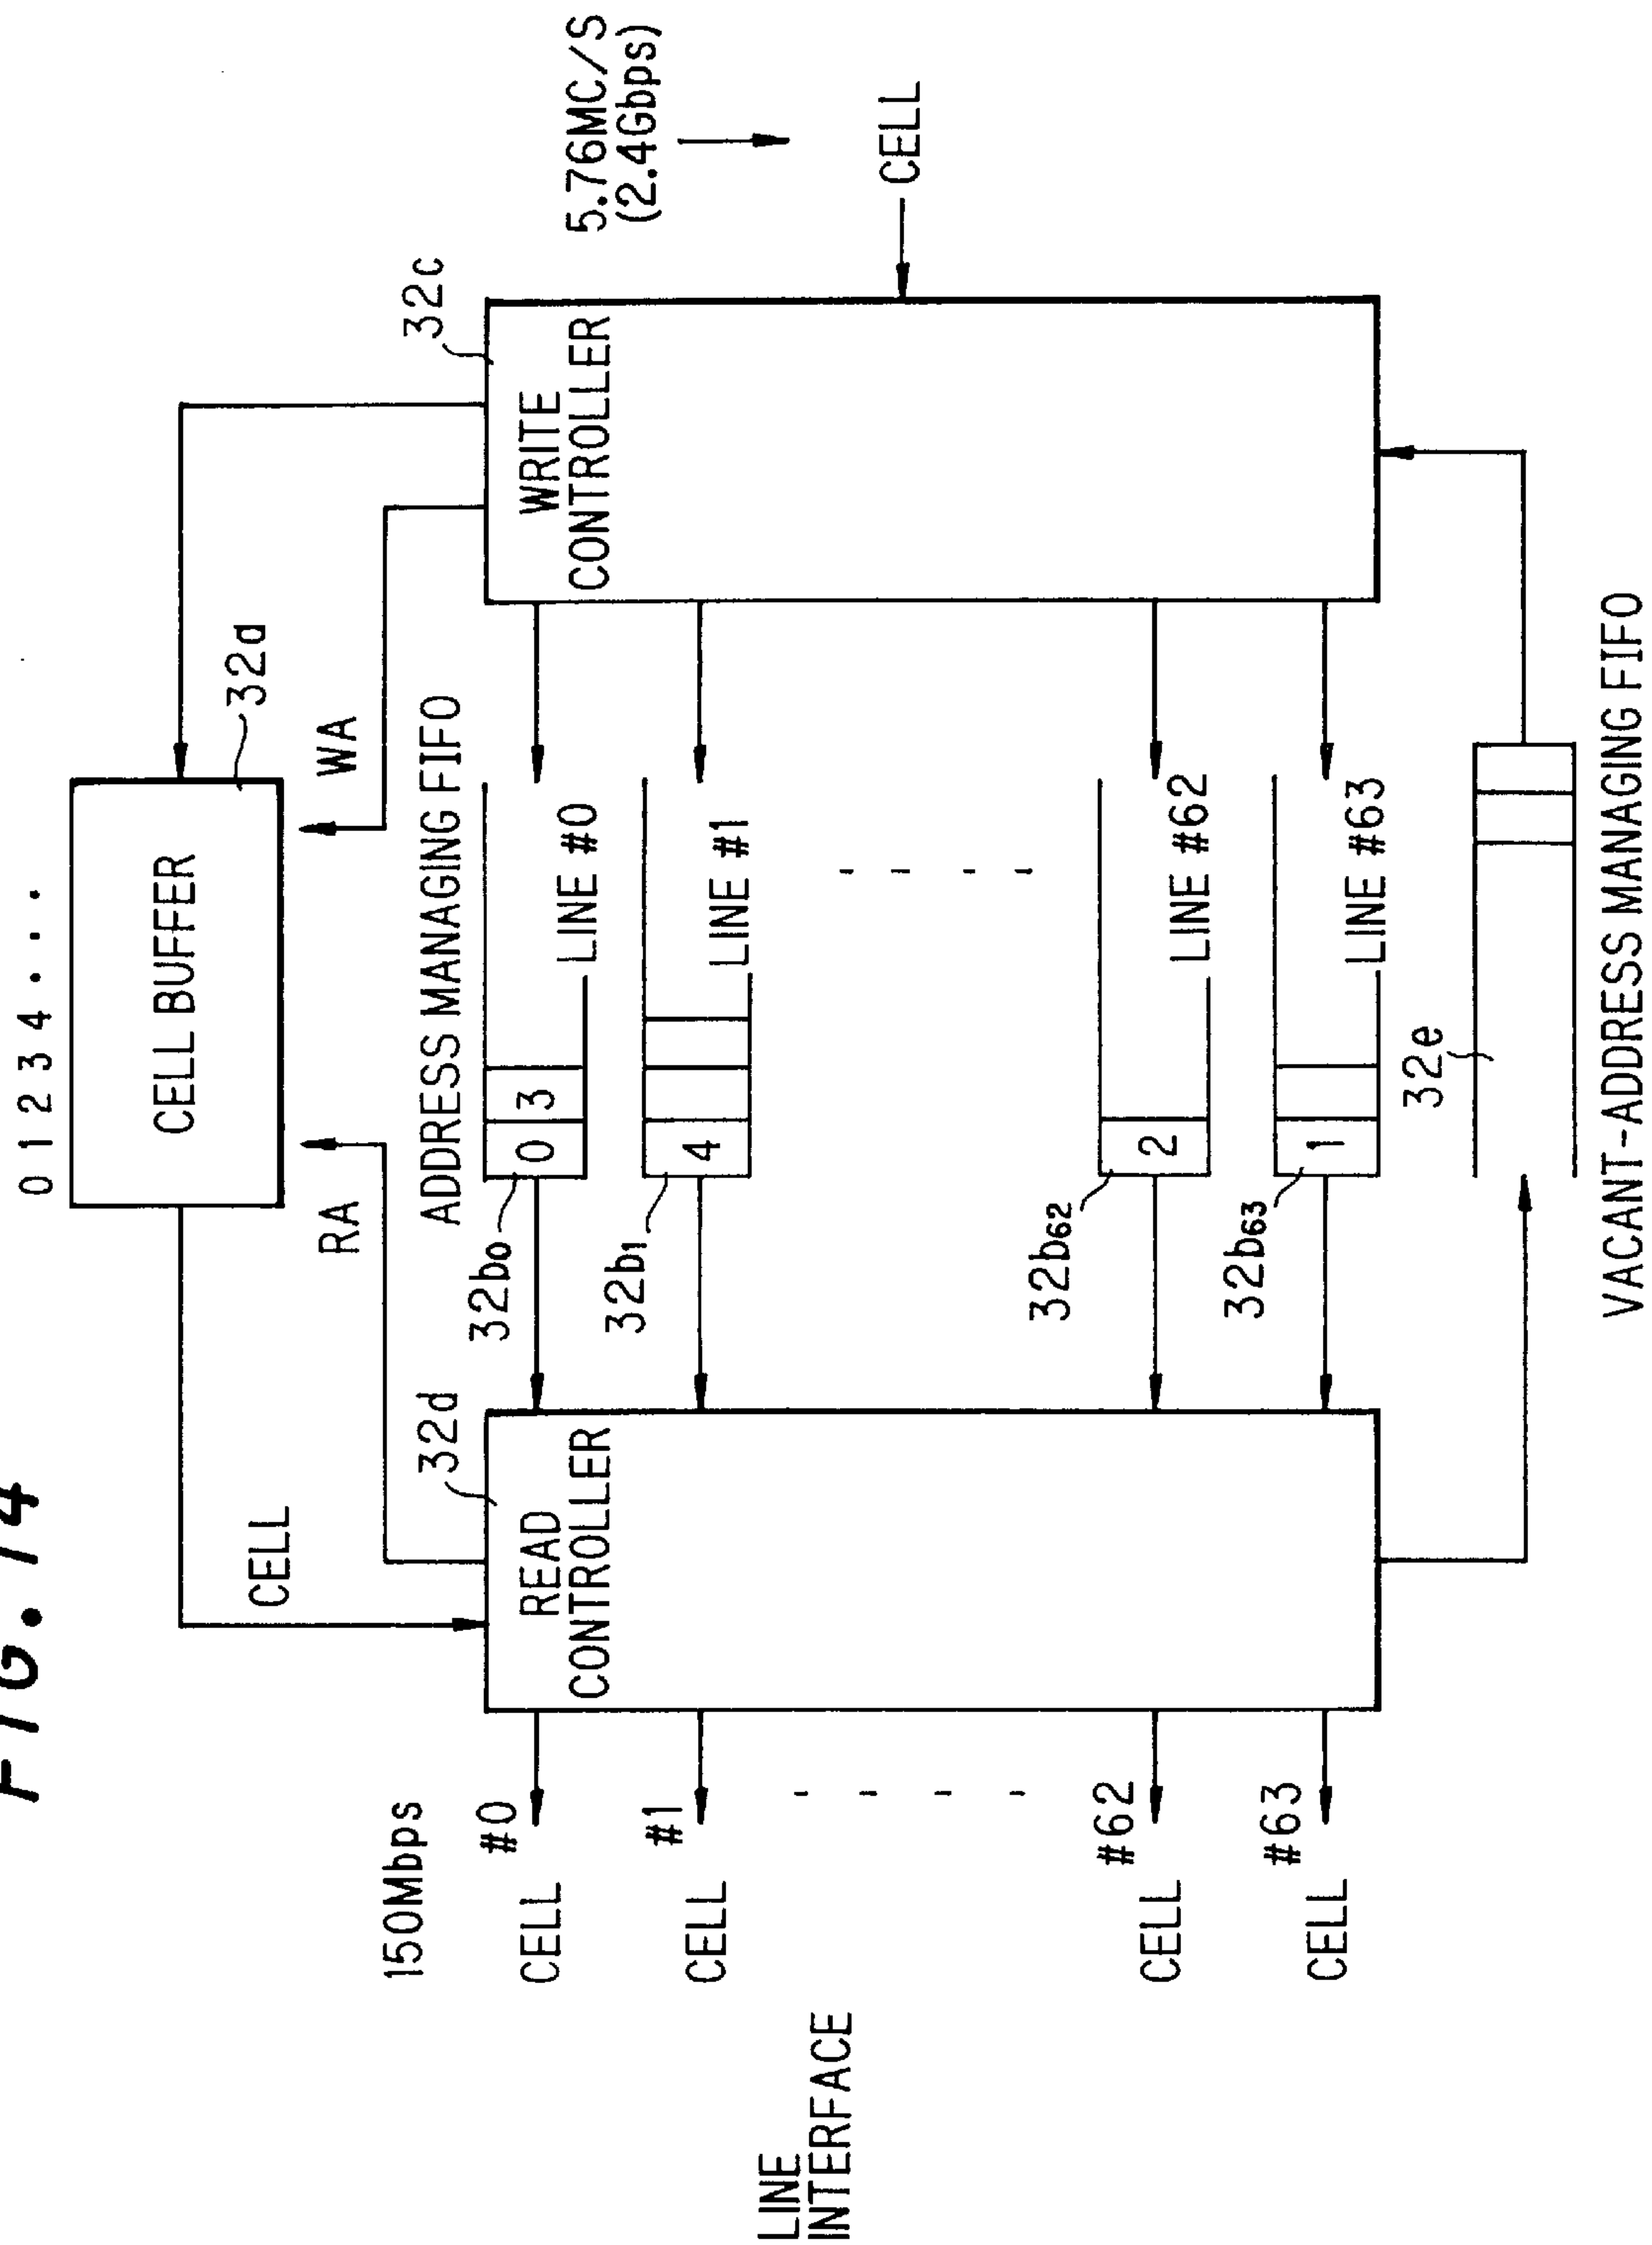 FIG. 14
0 1 2 3 4 . . .
CELL BUFFER
32d
CELL
RA
WA
5.76MC/S
(2.4Gbps)
CELL
32d
READ
CONTROLLER
ADDRESS MANAGING FIFO
32c
WRITE
CONTROLLER
150Mbps
LINE
INTERFACE
CELL #0
CELL #1
CELL #62
CELL #63
32b0
0 3
LINE #0
32b1
4
LINE #1
32b62
2
LINE #62
32b63
1
LINE #63
32e
VACANT-ADDRESS MANAGING FIFO